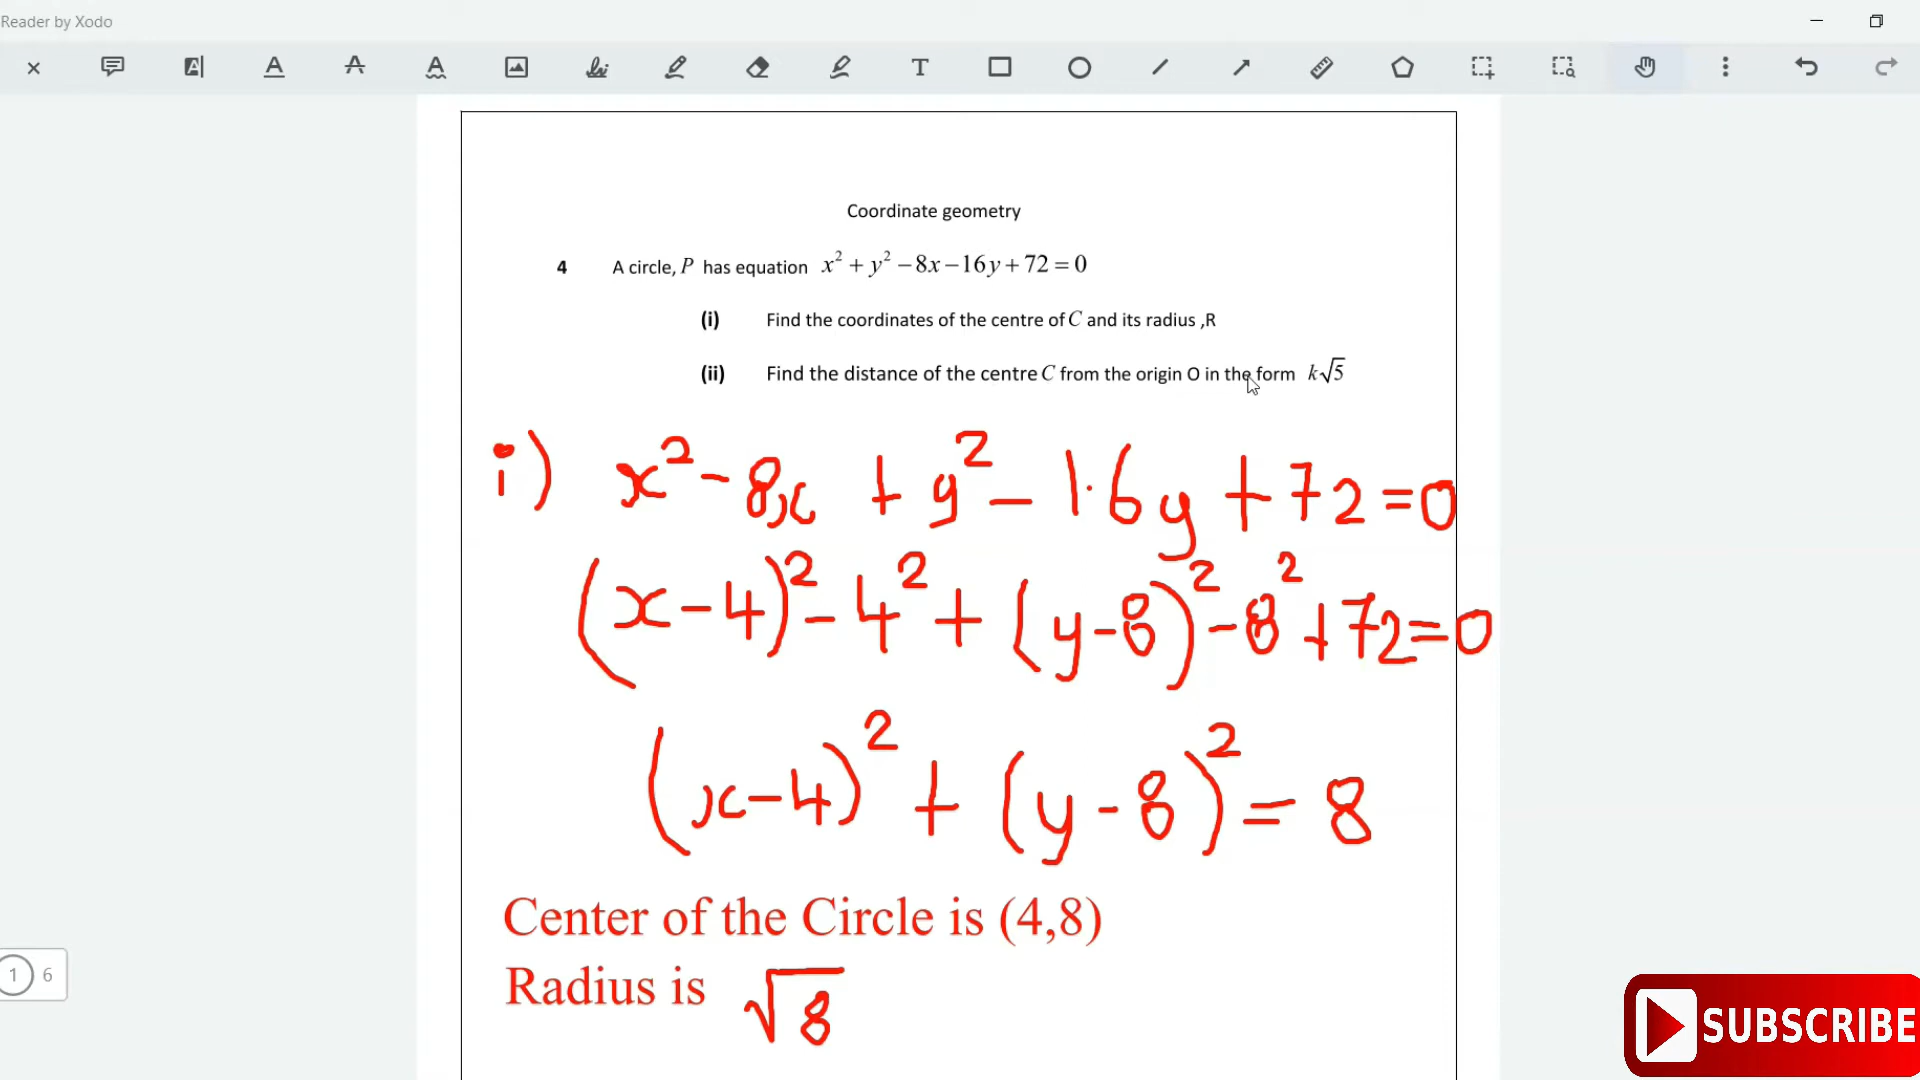 Reader by Xodo
Coordinate geometry
4 A circle, P has equation x² + y² − 8x − 16y + 72 = 0
(i) Find the coordinates of the centre of C and its radius ,R
(ii) Find the distance of the centre C from the origin O in the form k√5
i) x² - 8x + y² - 1·6y + 72 = 0
(x - 4)² - 4² + (y - 8)² - 8² + 72 = 0
(x - 4)² + (y - 8)² = 8
Center of the Circle is (4,8)
Radius is √8
1 6
SUBSCRIBE